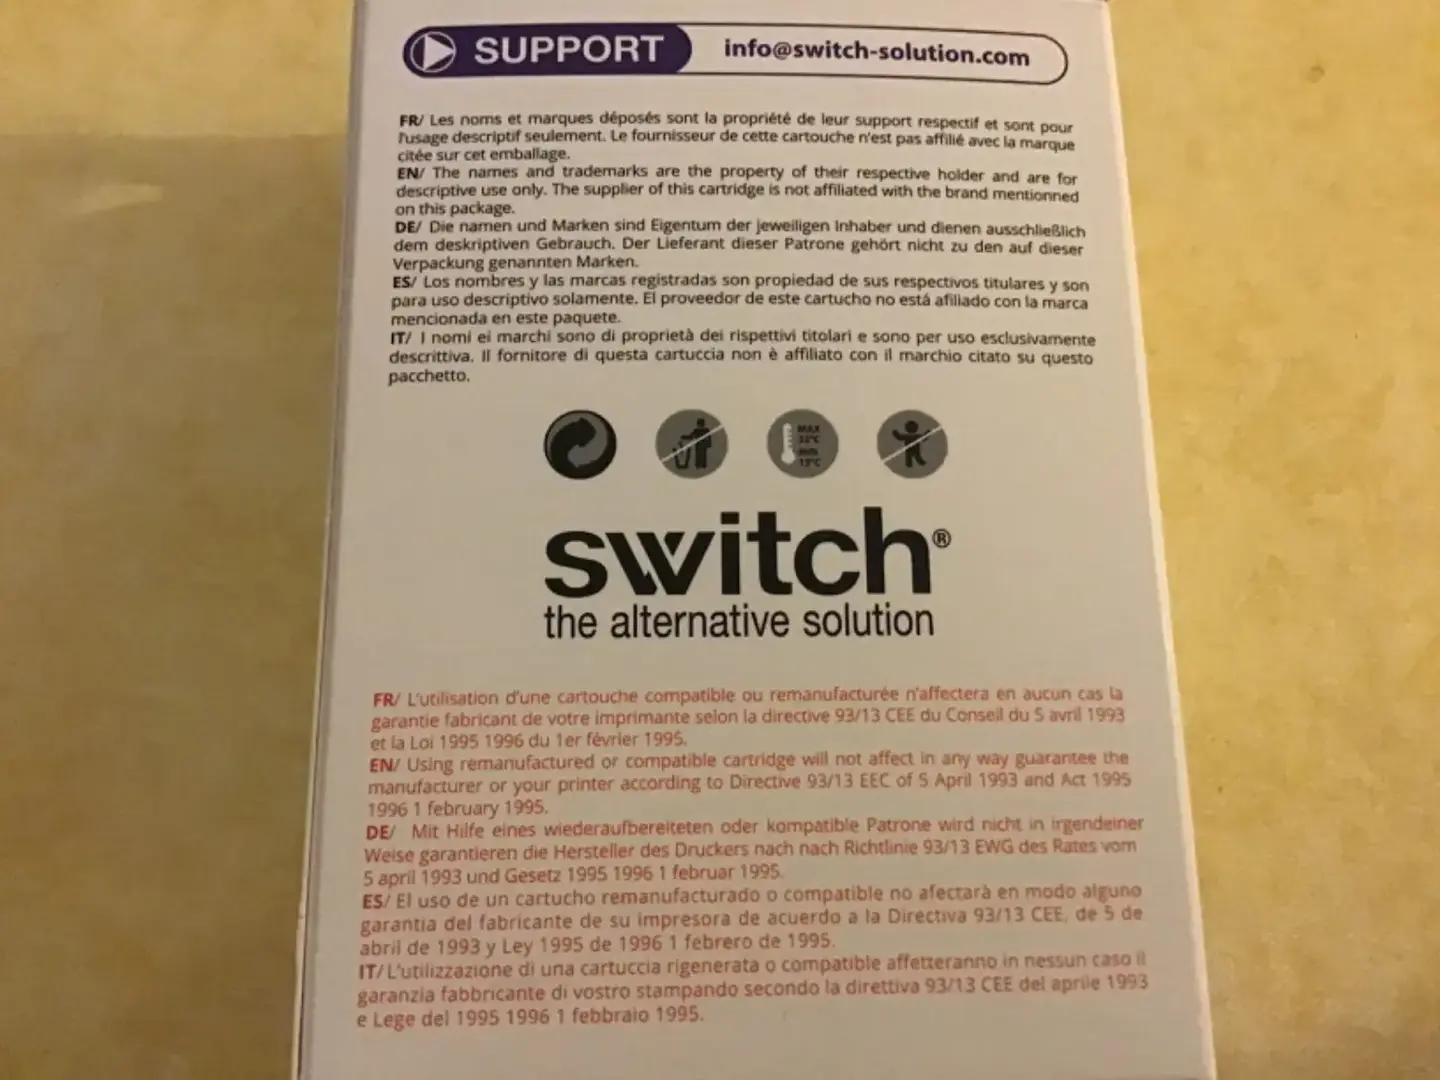 SUPPORT info@switch-solution.com
FR/ Les noms et marques déposés sont la propriété de leur support respectif et sont pour
l'usage descriptif seulement. Le fournisseur de cette cartouche n'est pas affilié avec la marque
citée sur cet emballage.
EN/ The names and trademarks are the property of their respective holder and are for
descriptive use only. The supplier of this cartridge is not affiliated with the brand mentionned
on this package.
DE/ Die namen und Marken sind Eigentum der jeweiligen Inhaber und dienen ausschließlich
dem deskriptiven Gebrauch. Der Lieferant dieser Patrone gehört nicht zu den auf dieser
Verpackung genannten Marken.
ES/ Los nombres y las marcas registradas son propiedad de sus respectivos titulares y son
para uso descriptivo solamente. El proveedor de este cartucho no está afiliado con la marca
mencionada en este paquete.
IT/ I nomi ei marchi sono di proprietà dei rispettivi titolari e sono per uso esclusivamente
descrittiva. Il fornitore di questa cartuccia non è affiliato con il marchio citato su questo
pacchetto.
MAX
switch®
the alternative solution
FR/ L'utilisation d'une cartouche compatible ou remanufacturée n'affectera en aucun cas la
garantie fabricant de votre imprimante selon la directive 93/13 CEE du Conseil du 5 avril 1993
et la Loi 1995 1996 du 1er février 1995.
EN/ Using remanufactured or compatible cartridge will not affect in any way guarantee the
manufacturer or your printer according to Directive 93/13 EEC of 5 April 1993 and Act 1995
1996 1 february 1995.
DE/ Mit Hilfe eines wiederaufbereiteten oder kompatible Patrone wird nicht in irgendeiner
Weise garantieren die Hersteller des Druckers nach nach Richtlinie 93/13 EWG des Rates vom
5 april 1993 und Gesetz 1995 1996 1 februar 1995.
ES/ El uso de un cartucho remanufacturado o compatible no afectarà en modo alguno
garantia del fabricante de su impresora de acuerdo a la Directiva 93/13 CEE, de 5 de
abril de 1993 y Ley 1995 de 1996 1 febrero de 1995.
IT/ L'utilizzazione di una cartuccia rigenerata o compatible affetteranno in nessun caso il
garanzia fabbricante di vostro stampando secondo la direttiva 93/13 CEE del aprile 1993
e Lege del 1995 1996 1 febbraio 1995.